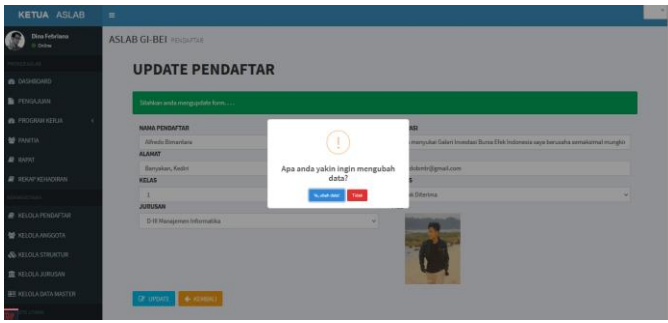 KETUA ASLAB
Dina Febriana
Online
DASHBOARD
PENGAJUAN
PROGRAM KERJA
PANITIA
RAPAT
REKAP KEHADIRAN
KELOLA PENDAFTAR
KELOLA ANGGOTA
KELOLA STRUKTUR
KELOLA JURUSAN
KELOLA DATA MASTER
ASLAB GI-BEI PENDAFTAR
UPDATE PENDAFTAR
Silahkan anda mengupdate form.....
NAMA PENDAFTAR
Alfredo Bimantara
menyukai Galeri Investasi Bursa Efek Indonesia saya berusaha semaksimal mungkin
ALAMAT
Banyakan, Kediri
@gmail.com
KELAS
1
Diterima
JURUSAN
D-III Manajemen Informatika
Apa anda yakin ingin mengubah
data?
Ya, ubah data!
Tidak
UPDATE
KEMBALI